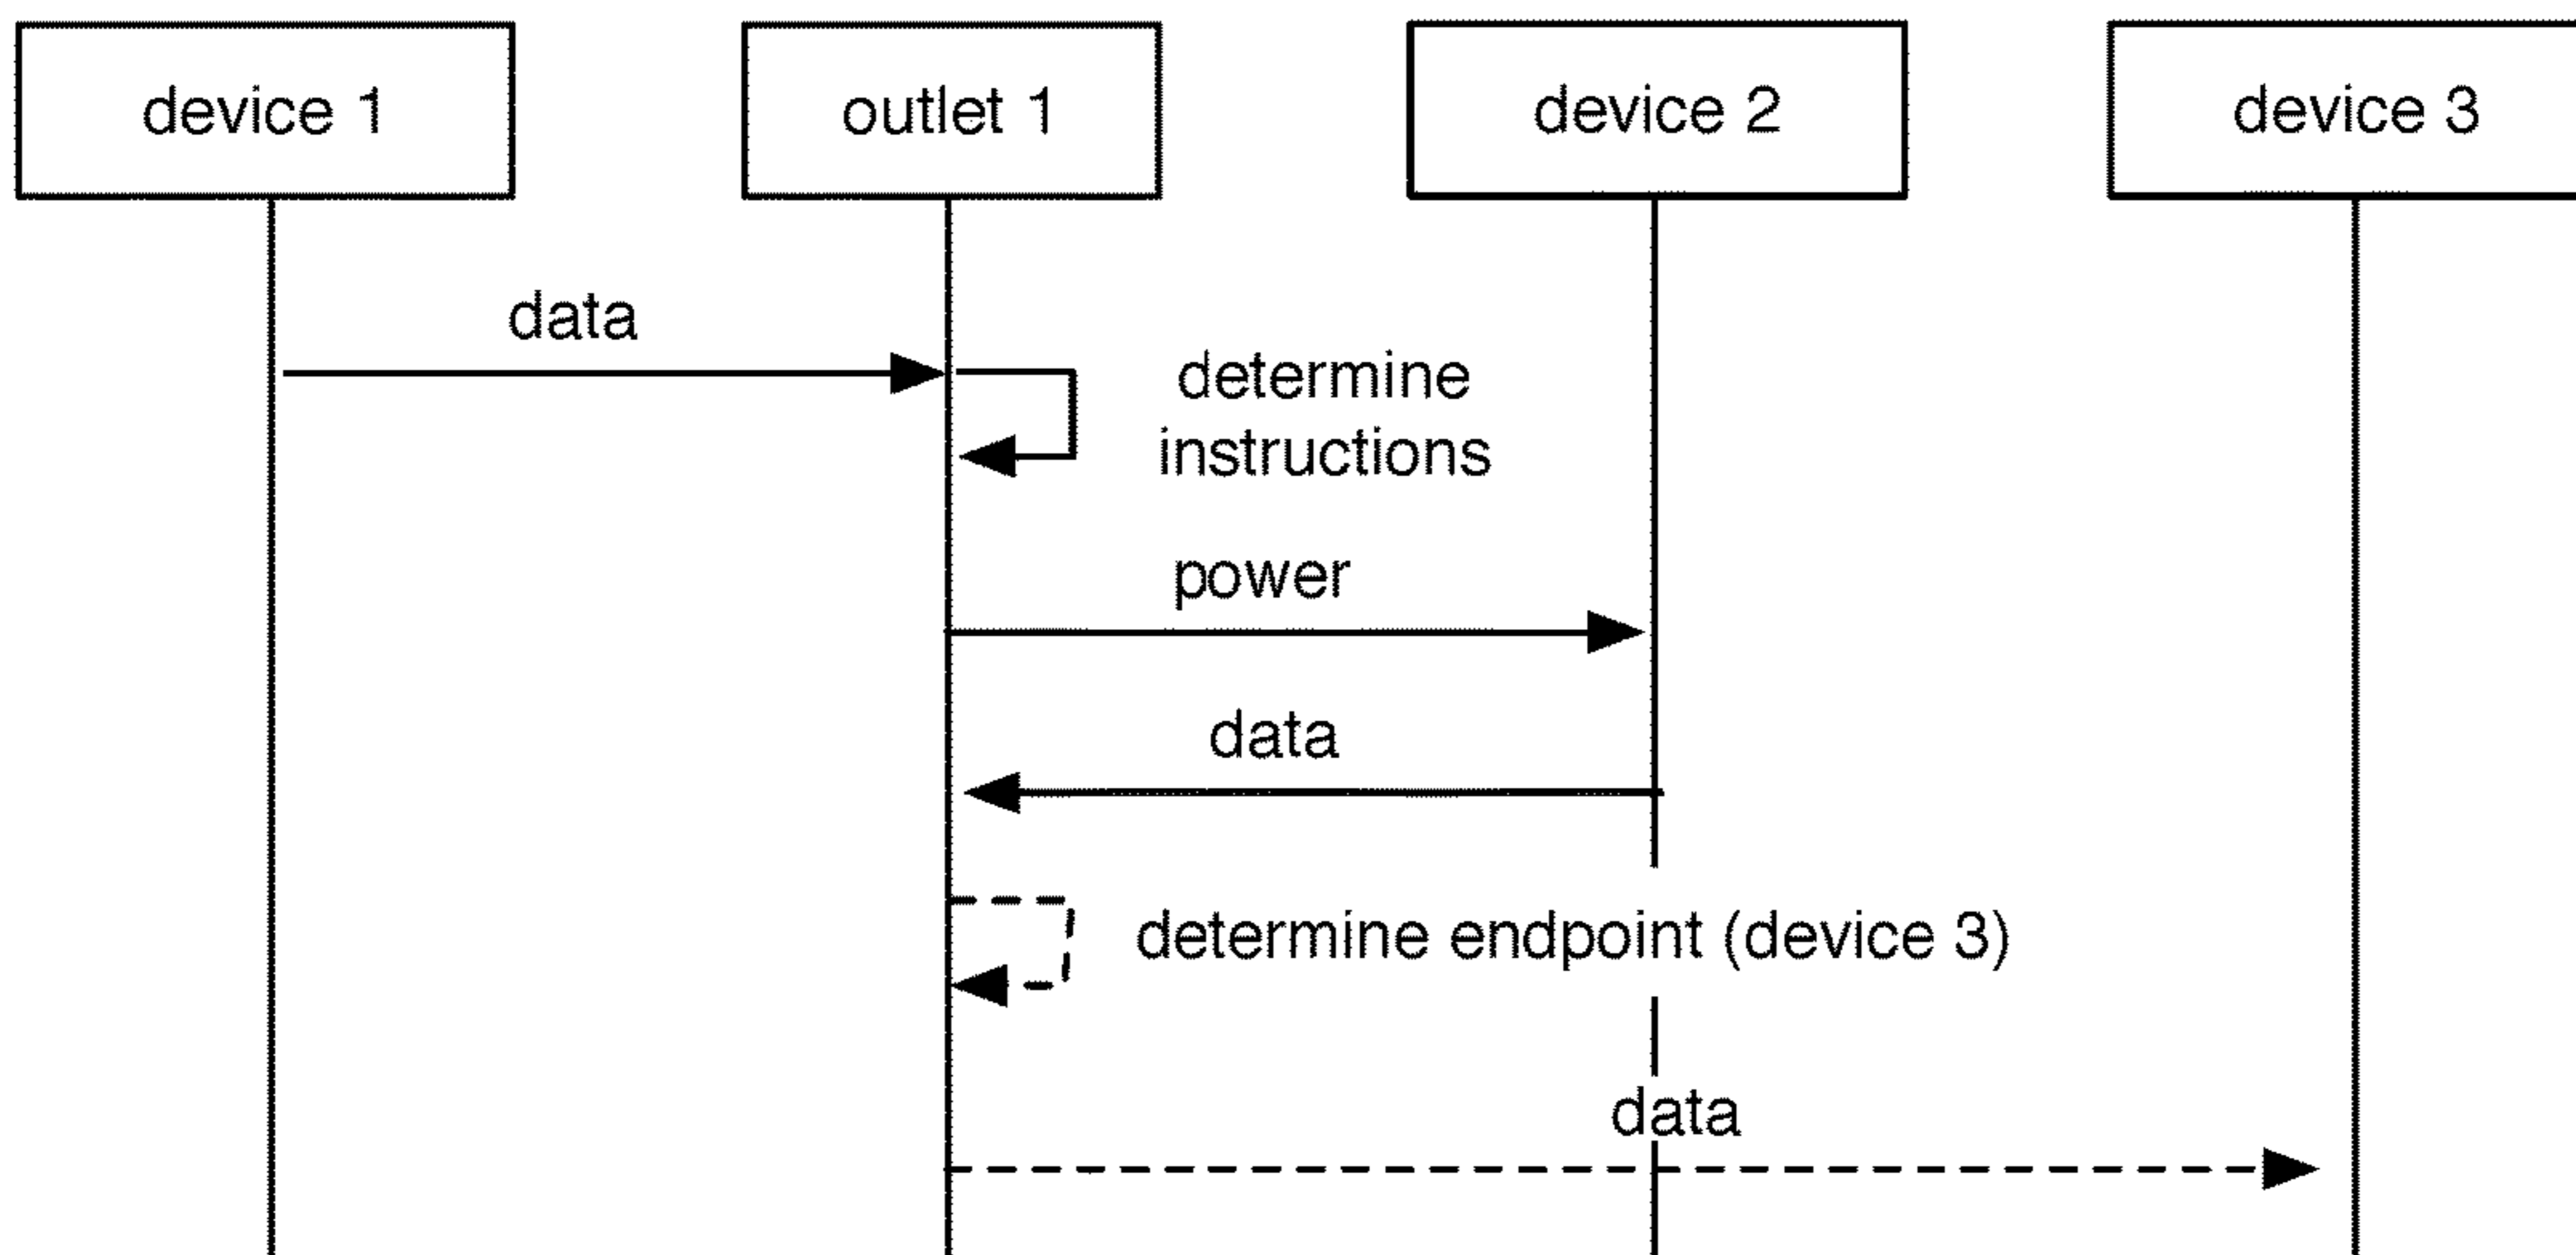 device 1
outlet 1
device 2
device 3
data
determine
instructions
power
data
determine endpoint (device 3)
data